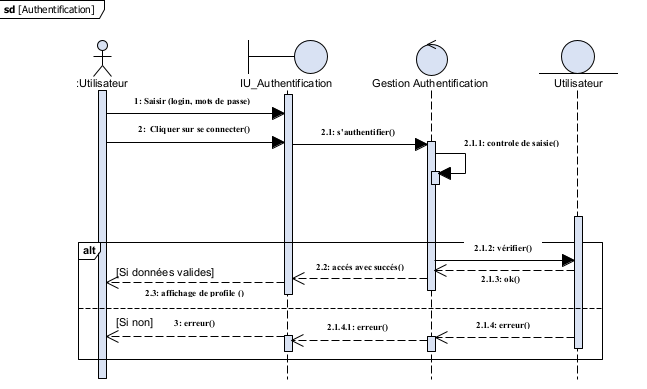 sd [Authentification]
:Utilisateur
IU_Authentification
Gestion Authentification
Utilisateur
1: Saisir (login, mots de passe)
2: Cliquer sur se connecter()
2.1: s'authentifier()
2.1.1: controle de saisie()
alt
2.1.2: vérifier()
[Si données valides]
2.2: accés avec succés()
2.1.3: ok()
2.3: affichage de profile ()
[Si non]
3: erreur()
2.1.4.1: erreur()
2.1.4: erreur()